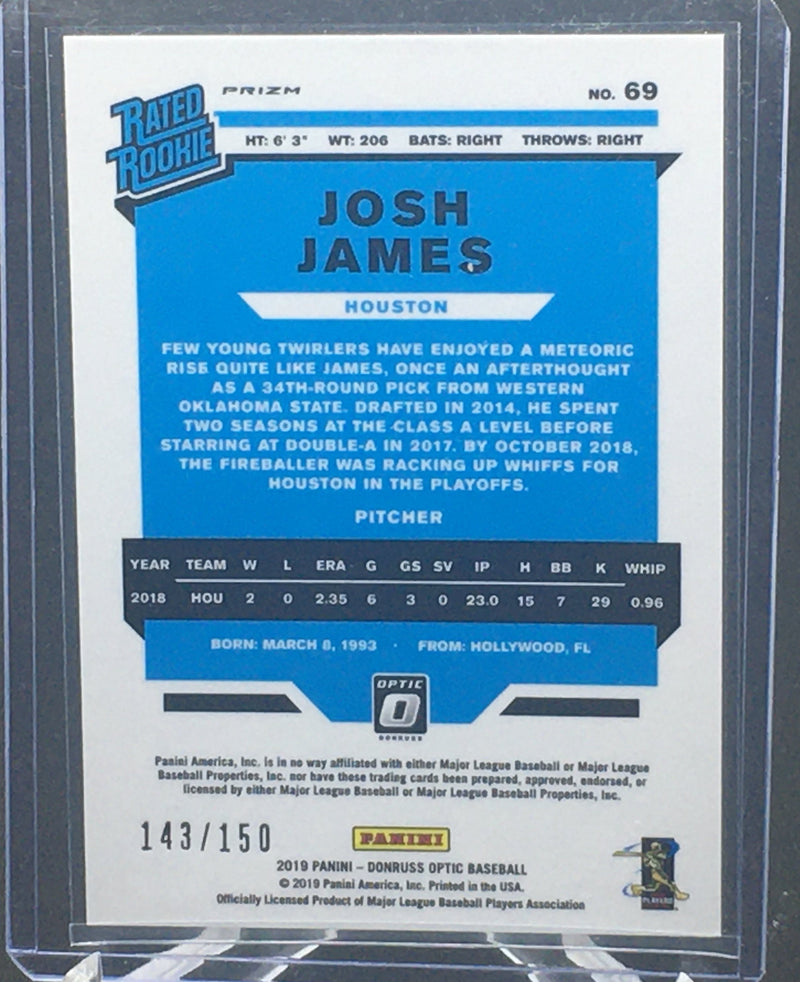 RATED
ROOKIE
PRIZM
NO. 69
HT: 6' 3" WT: 206 BATS: RIGHT THROWS: RIGHT
JOSH
JAMES
HOUSTON
FEW YOUNG TWIRLERS HAVE ENJOYED A METEORIC
RISE QUITE LIKE JAMES, ONCE AN AFTERTHOUGHT
AS A 34TH-ROUND PICK FROM WESTERN
OKLAHOMA STATE. DRAFTED IN 2014, HE SPENT
TWO SEASONS AT THE CLASS A LEVEL BEFORE
STARRING AT DOUBLE-A IN 2017. BY OCTOBER 2018,
THE FIREBALLER WAS RACKING UP WHIFFS FOR
HOUSTON IN THE PLAYOFFS.
PITCHER
YEAR TEAM W L ERA G GS SV IP H BB K WHIP
2018 HOU 2 0 2.35 6 3 0 23.0 15 7 29 0.96
BORN: MARCH 8, 1993 · FROM: HOLLYWOOD, FL
OPTIC
O
DONRUSS
Panini America, Inc. is in no way affiliated with either Major League Baseball or Major League
Baseball Properties, Inc. nor have these trading cards been prepared, approved, endorsed, or
licensed by either Major League Baseball or Major League Baseball Properties, Inc.
143/150
PANINI
2019 PANINI – DONRUSS OPTIC BASEBALL
© 2019 Panini America, Inc. Printed in the USA.
Officially Licensed Product of Major League Baseball Players Association
PLAYERS